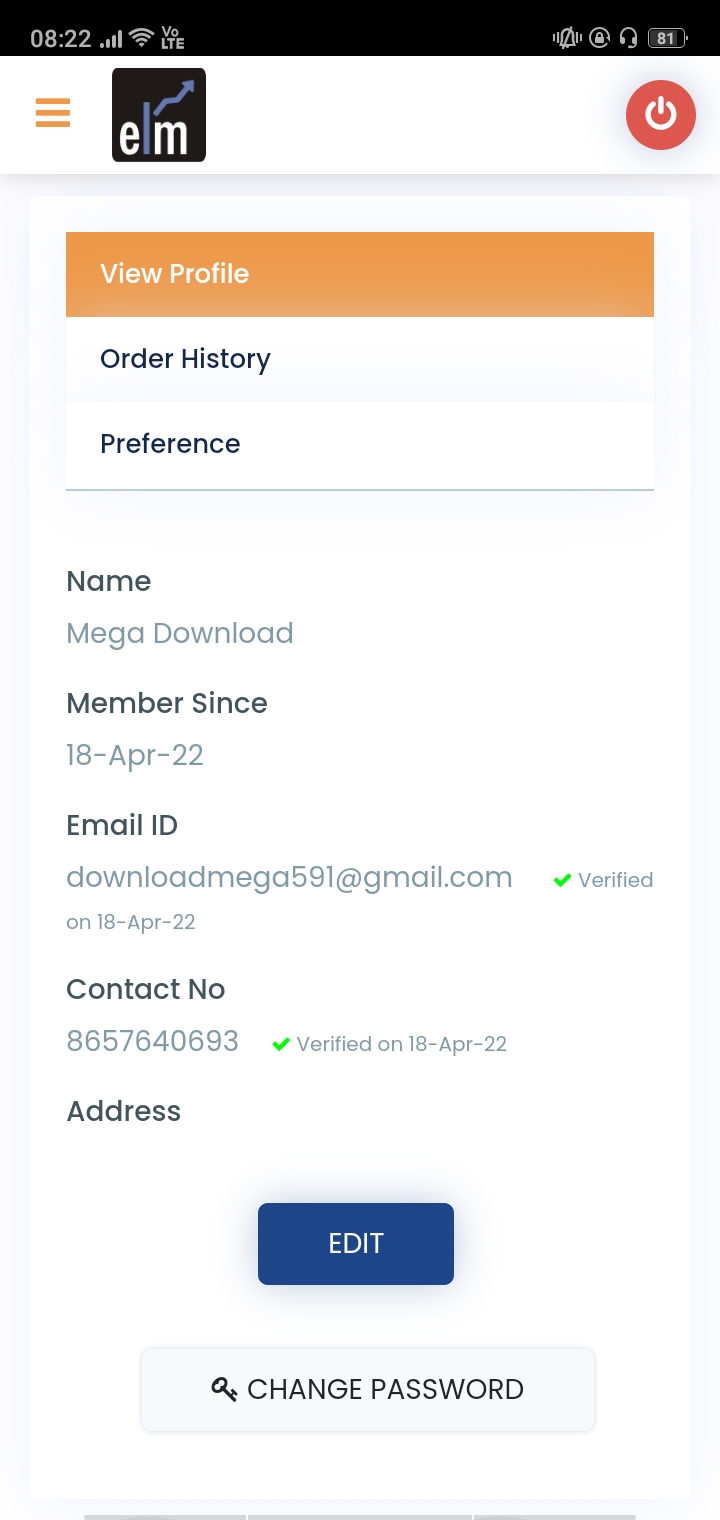 08:22 Vo LTE 81
elm
View Profile
Order History
Preference
Name
Mega Download
Member Since
18-Apr-22
Email ID
downloadmega591@gmail.com Verified
on 18-Apr-22
Contact No
8657640693 Verified on 18-Apr-22
Address
EDIT
CHANGE PASSWORD